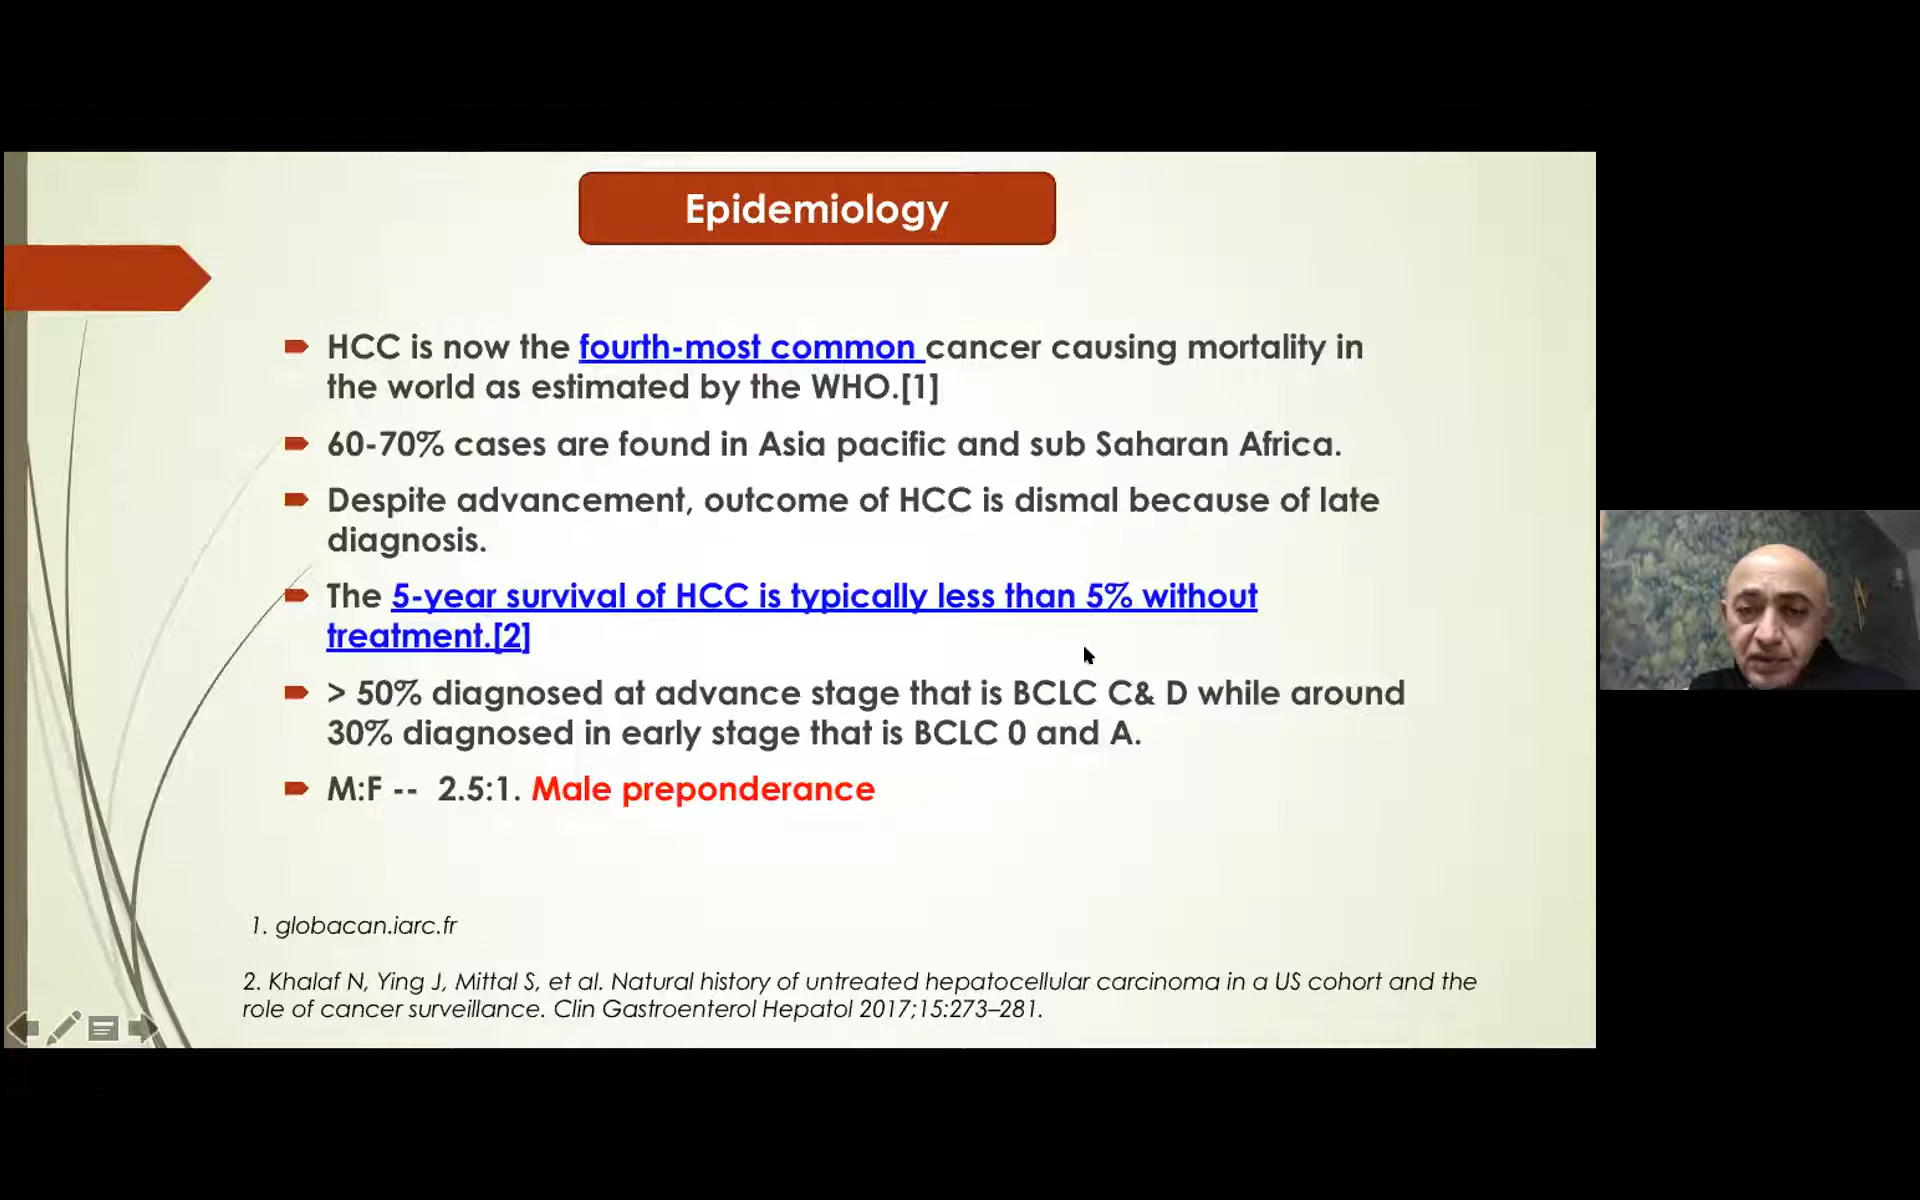 Epidemiology
HCC is now the fourth-most common cancer causing mortality in
the world as estimated by the WHO.[1]
60-70% cases are found in Asia pacific and sub Saharan Africa.
Despite advancement, outcome of HCC is dismal because of late
diagnosis.
The 5-year survival of HCC is typically less than 5% without
treatment.[2]
> 50% diagnosed at advance stage that is BCLC C& D while around
30% diagnosed in early stage that is BCLC 0 and A.
M:F -- 2.5:1. Male preponderance
1. globacan.iarc.fr
2. Khalaf N, Ying J, Mittal S, et al. Natural history of untreated hepatocellular carcinoma in a US cohort and the
role of cancer surveillance. Clin Gastroenterol Hepatol 2017;15:273–281.